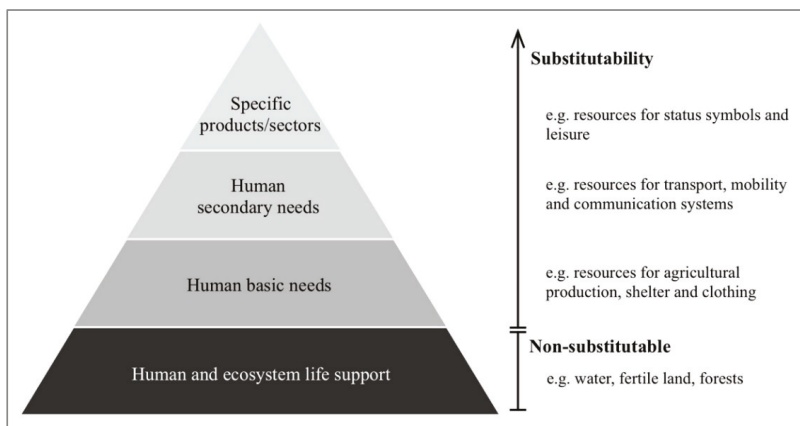 Specific
products/sectors
Human
secondary needs
Human basic needs
Human and ecosystem life support
Substitutability
e.g. resources for status symbols and
leisure
e.g. resources for transport, mobility
and communication systems
e.g. resources for agricultural
production, shelter and clothing
Non-substitutable
e.g. water, fertile land, forests